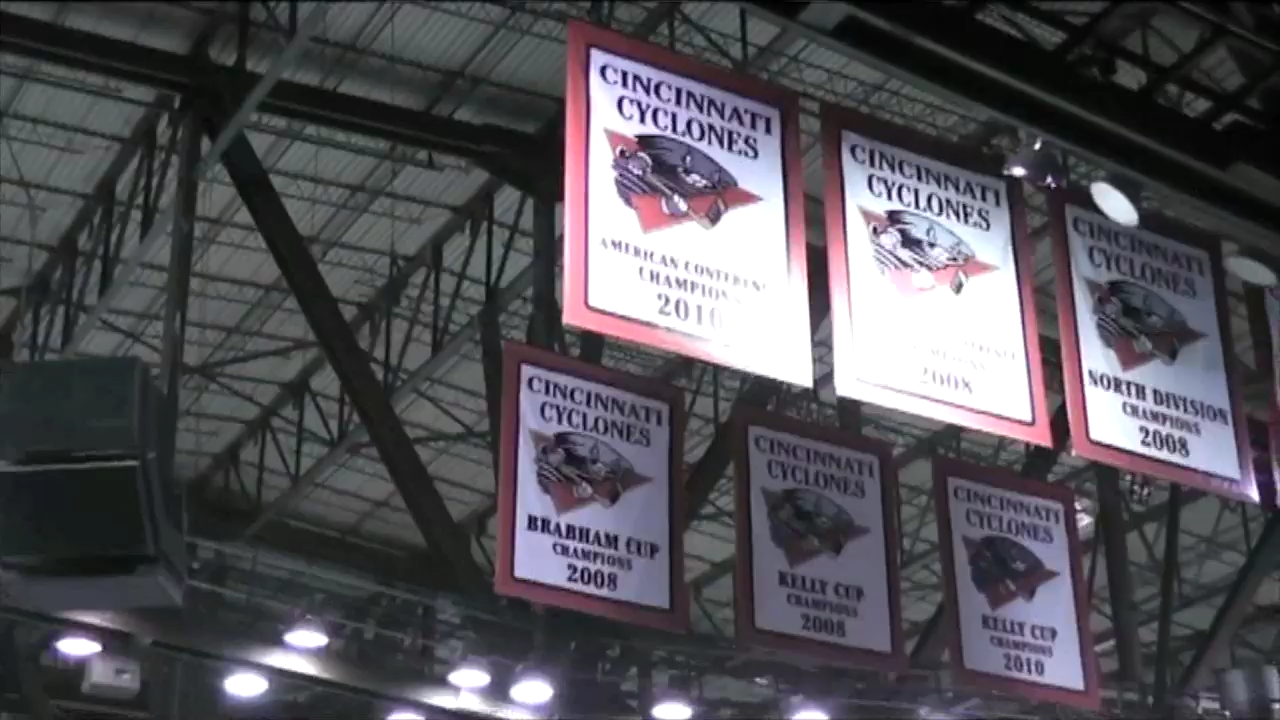 CINCINNATI
CYCLONES
AMERICAN
CHAMPIONS
2010
CINCINNATI
CYCLONES
2008
CINCINNATI
CYCLONES
NORTH DIVISION
CHAMPIONS
2008
CINCINNATI
CYCLONES
BRABHAM CUP
CHAMPIONS
2008
CINCINNATI
CYCLONES
KELLY CUP
CHAMPIONS
2008
CINCINNATI
CYCLONES
KELLY CUP
CHAMPIONS
2010